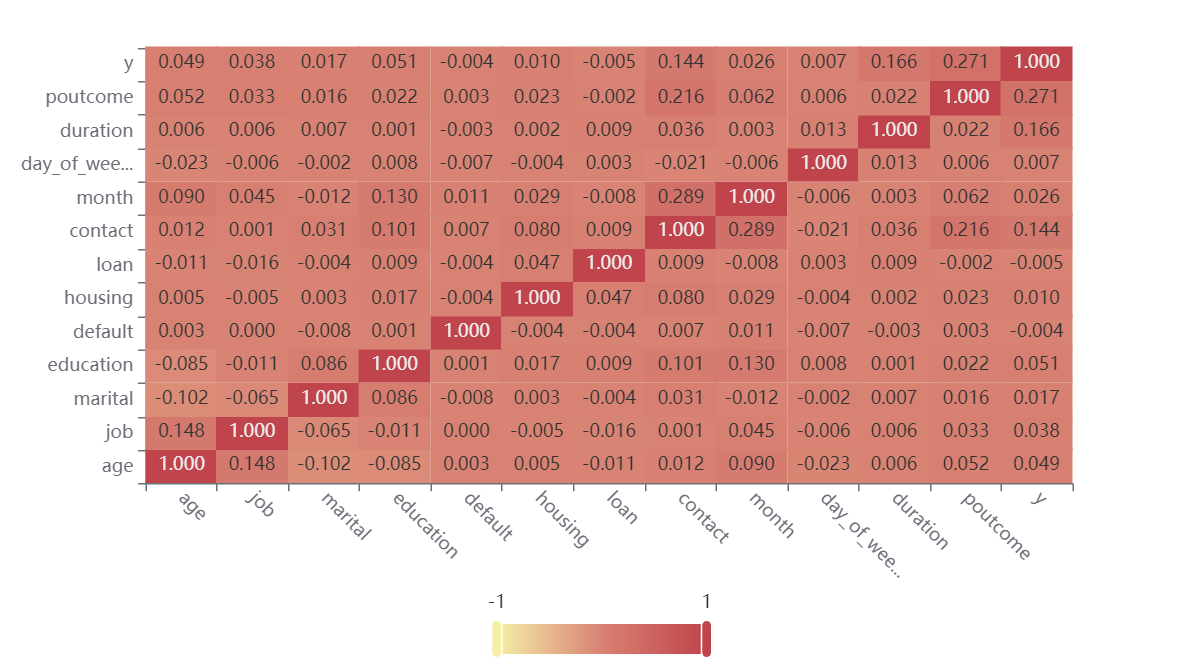 y 0.049 0.038 0.017 0.051 -0.004 0.010 -0.005 0.144 0.026 0.007 0.166 0.271 1.000
poutcome 0.052 0.033 0.016 0.022 0.003 0.023 -0.002 0.216 0.062 0.006 0.022 1.000 0.271
duration 0.006 0.006 0.007 0.001 -0.003 0.002 0.009 0.036 0.003 0.013 1.000 0.022 0.166
day_of_wee... -0.023 -0.006 -0.002 0.008 -0.007 -0.004 0.003 -0.021 -0.006 1.000 0.013 0.006 0.007
month 0.090 0.045 -0.012 0.130 0.011 0.029 -0.008 0.289 1.000 -0.006 0.003 0.062 0.026
contact 0.012 0.001 0.031 0.101 0.007 0.080 0.009 1.000 0.289 -0.021 0.036 0.216 0.144
loan -0.011 -0.016 -0.004 0.009 -0.004 0.047 1.000 0.009 -0.008 0.003 0.009 -0.002 -0.005
housing 0.005 -0.005 0.003 0.017 -0.004 1.000 0.047 0.080 0.029 -0.004 0.002 0.023 0.010
default 0.003 0.000 -0.008 0.001 1.000 -0.004 -0.004 0.007 0.011 -0.007 -0.003 0.003 -0.004
education -0.085 -0.011 0.086 1.000 0.001 0.017 0.009 0.101 0.130 0.008 0.001 0.022 0.051
marital -0.102 -0.065 1.000 0.086 -0.008 0.003 -0.004 0.031 -0.012 -0.002 0.007 0.016 0.017
job 0.148 1.000 -0.065 -0.011 0.000 -0.005 -0.016 0.001 0.045 -0.006 0.006 0.033 0.038
age 1.000 0.148 -0.102 -0.085 0.003 0.005 -0.011 0.012 0.090 -0.023 0.006 0.052 0.049
age job marital education default housing loan contact month day_of_wee... duration poutcome y
-1 1